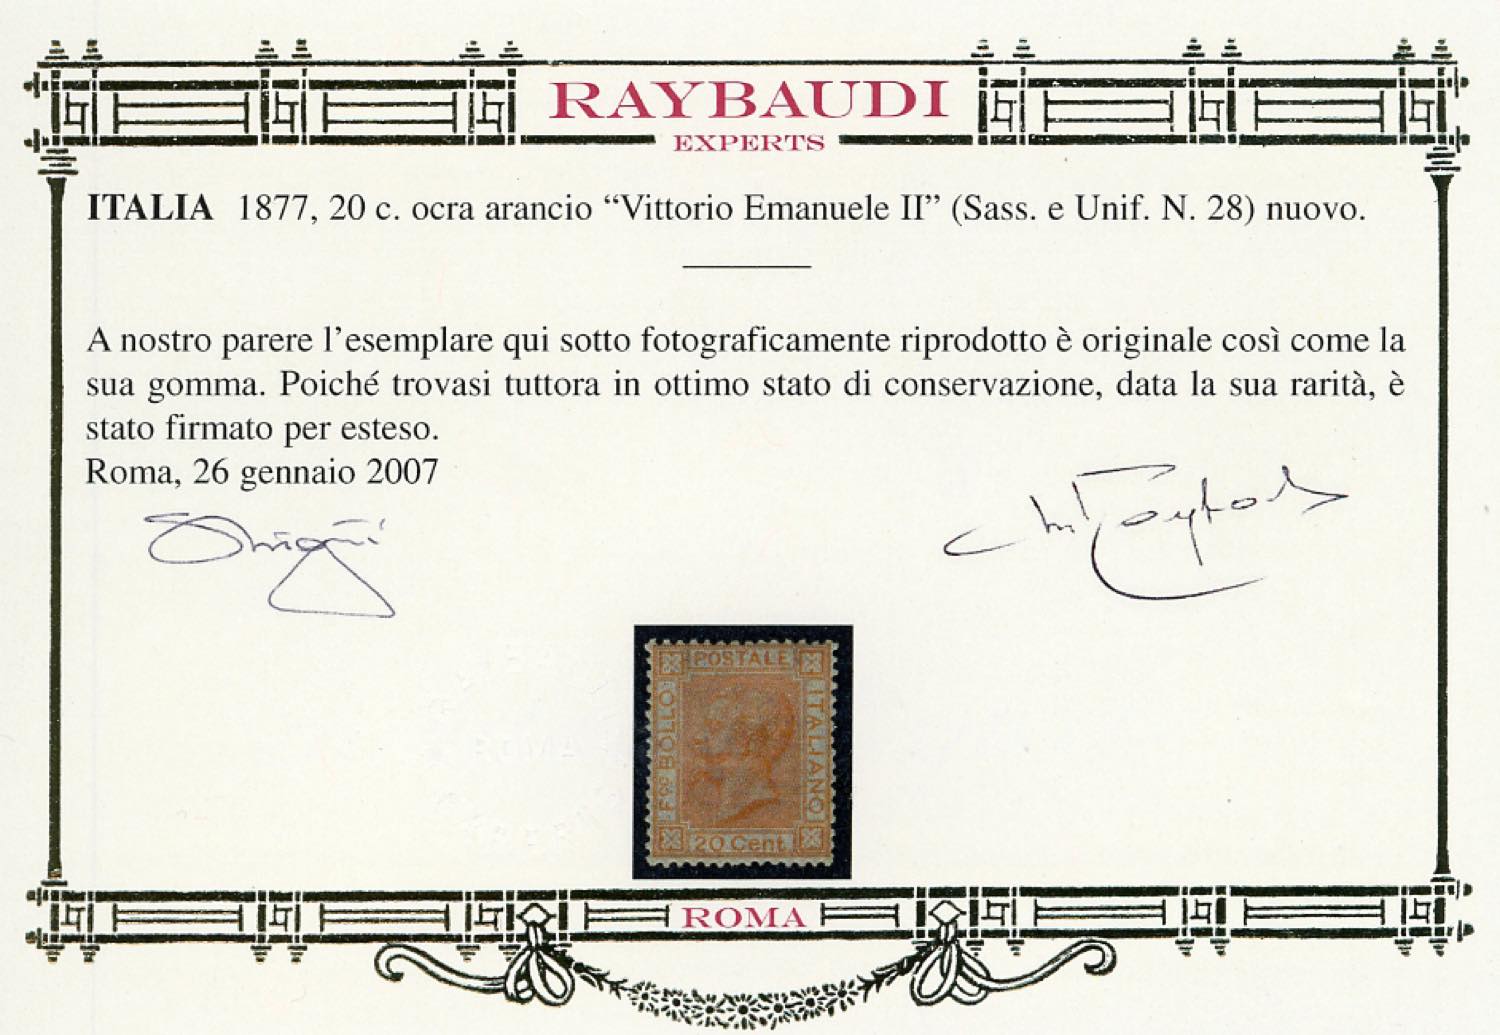 RAYBAUDI
EXPERTS
ITALIA 1877, 20 c. ocra arancio “Vittorio Emanuele II” (Sass. e Unif. N. 28) nuovo.
A nostro parere l’esemplare qui sotto fotograficamente riprodotto è originale così come la
sua gomma. Poiché trovasi tuttora in ottimo stato di conservazione, data la sua rarità, è
stato firmato per esteso.
Roma, 26 gennaio 2007
POSTALE
F.CO BOLLO
ITALIANO
20 Cent.
ROMA